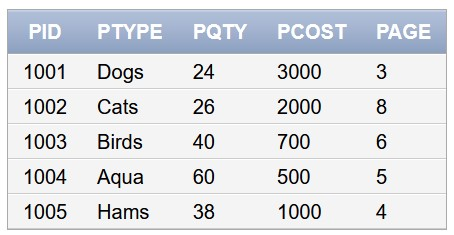 PID PTYPE PQTY PCOST PAGE
1001 Dogs 24 3000 3
1002 Cats 26 2000 8
1003 Birds 40 700 6
1004 Aqua 60 500 5
1005 Hams 38 1000 4